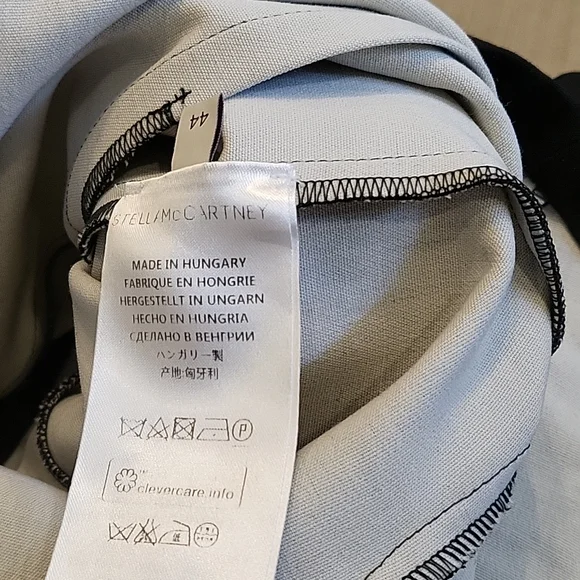 44
STELLA McCARTNEY
MADE IN HUNGARY
FABRIQUE EN HONGRIE
HERGESTELLT IN UNGARN
HECHO EN HUNGRIA
СДЕЛАНО В ВЕНГРИИ
ハンガリー製
产地:匈牙利
P
TM
clevercare.info